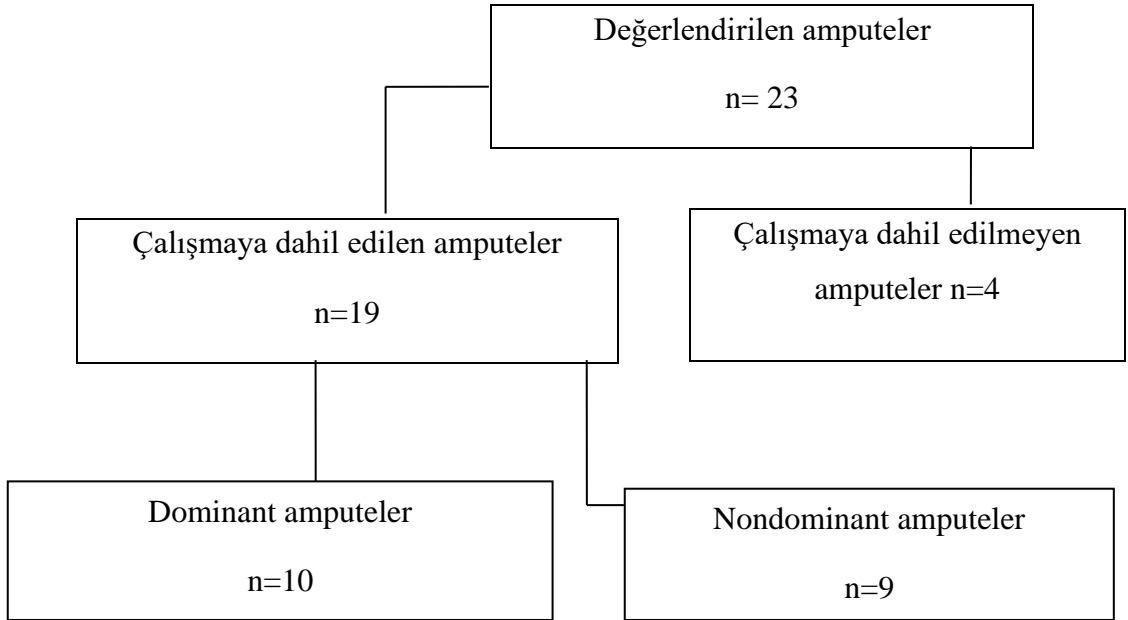 Değerlendirilen amputeler
n= 23
Çalışmaya dahil edilen amputeler
n=19
Çalışmaya dahil edilmeyen
amputeler n=4
Dominant amputeler
n=10
Nondominant amputeler
n=9